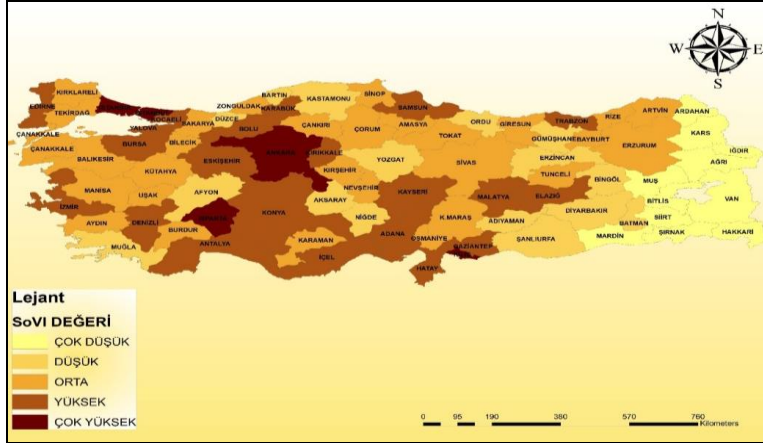 N
W
E
S
BARTIN
SİNOP
KIRKLARELİ
KASTAMONU
ZONGULDAK
KARABÜK
SAMSUN
ARTVİN
ARDAHAN
EDİRNE
TEKİRDAĞ
KOCAELİ
SAKARYA
DÜZCE
BOLU
ÇANKIRI
ÇORUM
AMASYA
ORDU
GİRESUN
TRABZON
RİZE
KARS
YALOVA
ÇANAKKALE
BURSA
BİLECİK
TOKAT
GÜMÜŞHANE
BAYBURT
ERZURUM
IĞDIR
ÇANAKKALE
BALIKESİR
ESKİŞEHİR
KIRIKKALE
YOZGAT
SİVAS
ERZİNCAN
AĞRI
KÜTAHYA
KIRŞEHİR
TUNCELİ
BİNGÖL
MUŞ
MANİSA
UŞAK
AFYON
AKSARAY
NEVŞEHİR
KAYSERİ
MALATYA
ELAZIĞ
BİTLİS
VAN
İZMİR
AYDIN
DENİZLİ
ISPARTA
KONYA
NİĞDE
K.MARAŞ
ADIYAMAN
DİYARBAKIR
BATMAN
SİİRT
MUĞLA
BURDUR
ANTALYA
KARAMAN
ADANA
OSMANİYE
GAZİANTEP
ŞANLIURFA
MARDİN
ŞIRNAK
HAKKARİ
İÇEL
HATAY
Lejant
SoVI DEĞERİ
ÇOK DÜŞÜK
DÜŞÜK
ORTA
YÜKSEK
ÇOK YÜKSEK
0 95 190 380 570 760
Kilometers